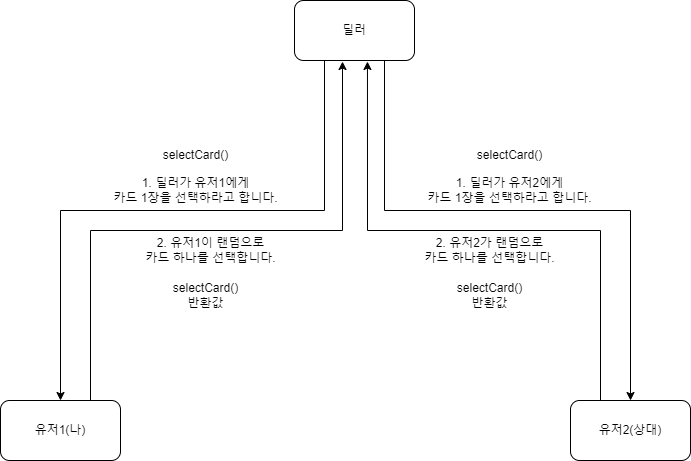 딜러
selectCard()
1. 딜러가 유저1에게
카드 1장을 선택하라고 합니다.
selectCard()
1. 딜러가 유저2에게
카드 1장을 선택하라고 합니다.
2. 유저1이 랜덤으로
카드 하나를 선택합니다.
selectCard()
반환값
2. 유저2가 랜덤으로
카드 하나를 선택합니다.
selectCard()
반환값
유저1(나)
유저2(상대)